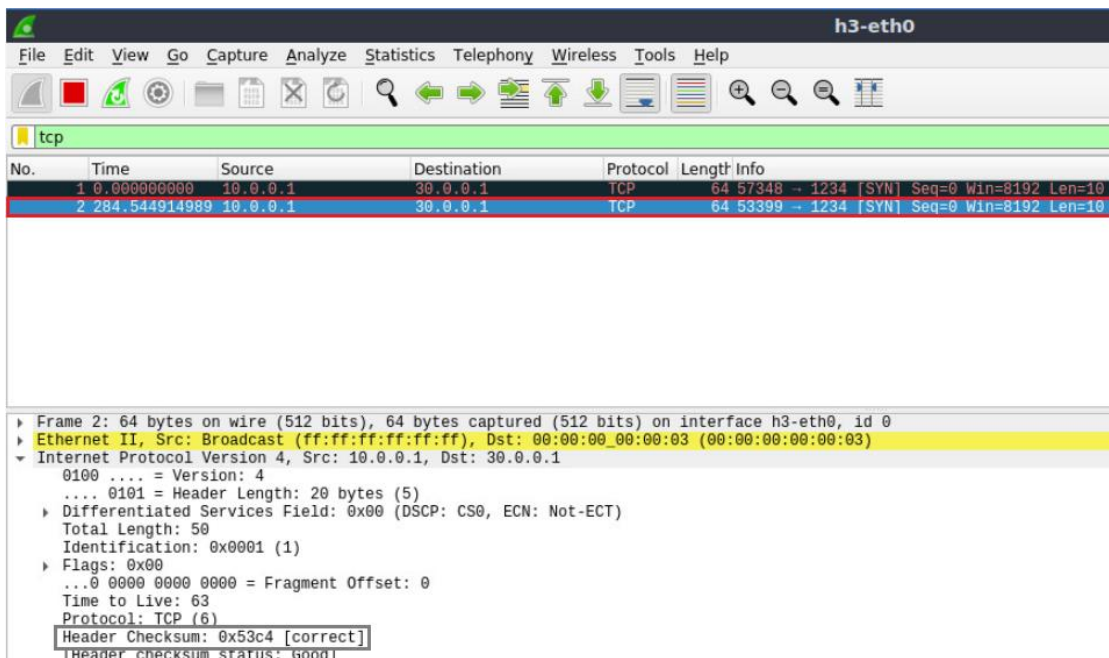 h3-eth0
File Edit View Go Capture Analyze Statistics Telephony Wireless Tools Help
tcp
No. Time Source Destination Protocol Length Info
1 0.000000000 10.0.0.1 30.0.0.1 TCP 64 57348 → 1234 [SYN] Seq=0 Win=8192 Len=10
2 284.544914989 10.0.0.1 30.0.0.1 TCP 64 53399 → 1234 [SYN] Seq=0 Win=8192 Len=10
Frame 2: 64 bytes on wire (512 bits), 64 bytes captured (512 bits) on interface h3-eth0, id 0
Ethernet II, Src: Broadcast (ff:ff:ff:ff:ff:ff), Dst: 00:00:00_00:00:03 (00:00:00:00:00:03)
Internet Protocol Version 4, Src: 10.0.0.1, Dst: 30.0.0.1
0100 .... = Version: 4
.... 0101 = Header Length: 20 bytes (5)
Differentiated Services Field: 0x00 (DSCP: CS0, ECN: Not-ECT)
Total Length: 50
Identification: 0x0001 (1)
Flags: 0x00
...0 0000 0000 0000 = Fragment Offset: 0
Time to Live: 63
Protocol: TCP (6)
Header Checksum: 0x53c4 [correct]
[Header checksum status: Good]